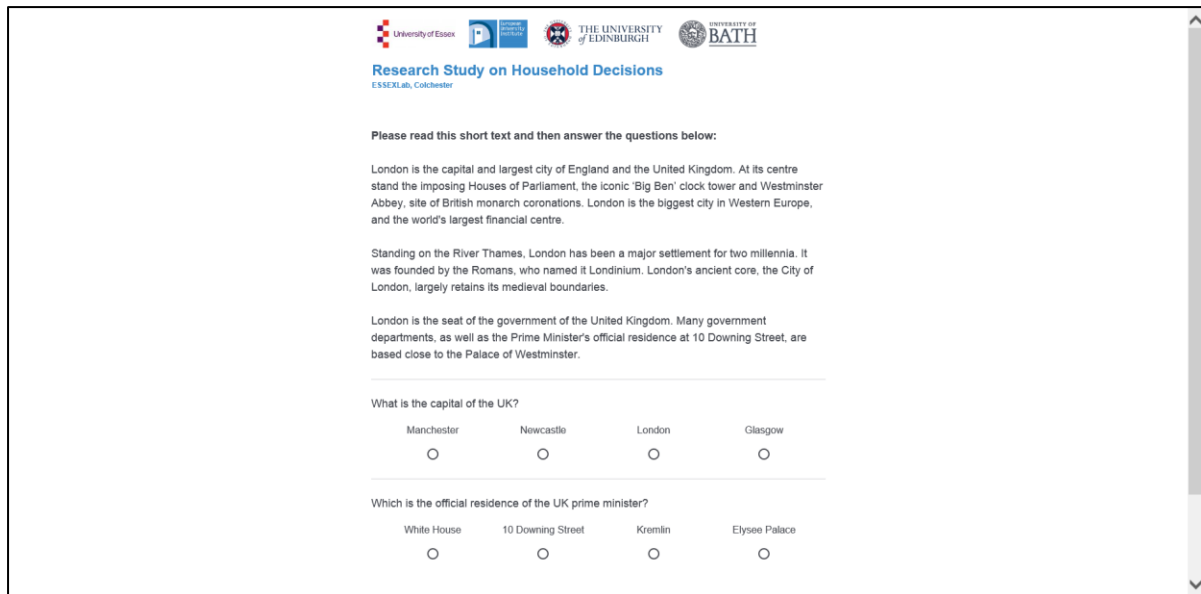 University of Essex
European
University
Institute
THE UNIVERSITY
of EDINBURGH
UNIVERSITY OF
BATH
Research Study on Household Decisions
ESSEXLab, Colchester
Please read this short text and then answer the questions below:
London is the capital and largest city of England and the United Kingdom. At its centre
stand the imposing Houses of Parliament, the iconic ‘Big Ben’ clock tower and Westminster
Abbey, site of British monarch coronations. London is the biggest city in Western Europe,
and the world's largest financial centre.
Standing on the River Thames, London has been a major settlement for two millennia. It
was founded by the Romans, who named it Londinium. London's ancient core, the City of
London, largely retains its medieval boundaries.
London is the seat of the government of the United Kingdom. Many government
departments, as well as the Prime Minister's official residence at 10 Downing Street, are
based close to the Palace of Westminster.
What is the capital of the UK?
Manchester Newcastle London Glasgow
Which is the official residence of the UK prime minister?
White House 10 Downing Street Kremlin Elysee Palace